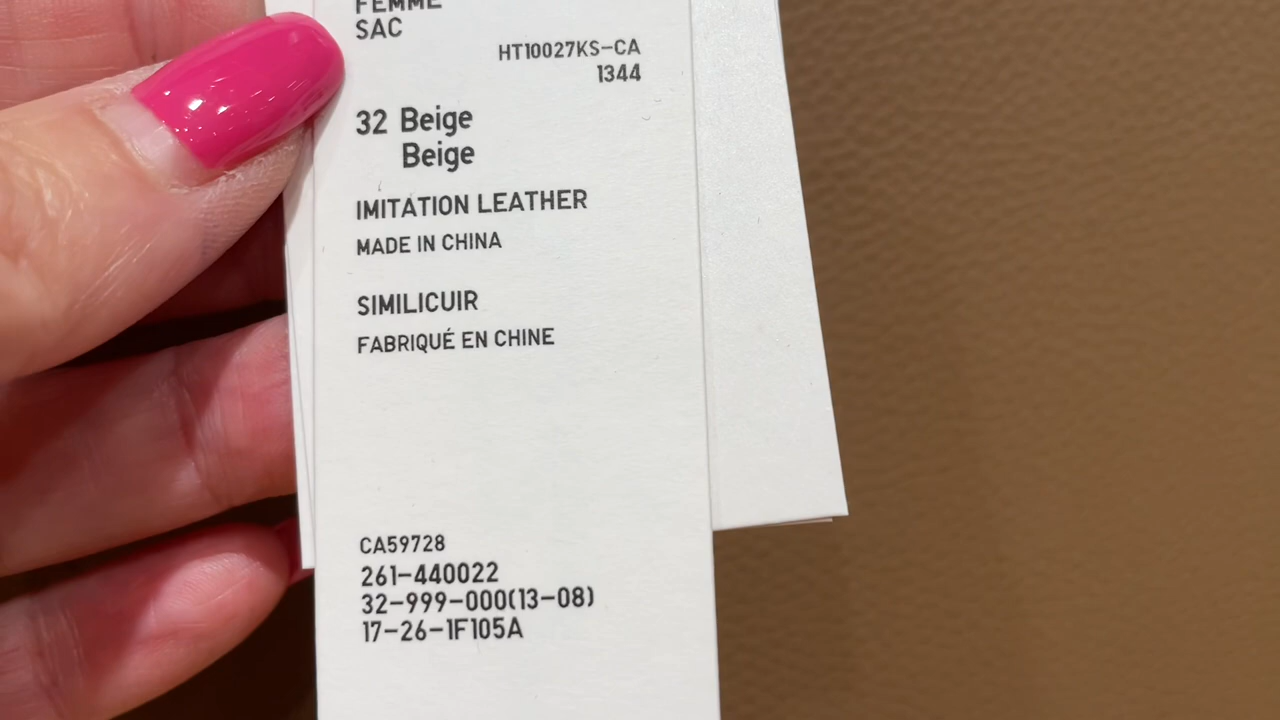 FEMME
SAC
HT10027KS-CA
1344
32 Beige
Beige
IMITATION LEATHER
MADE IN CHINA
SIMILICUIR
FABRIQUÉ EN CHINE
CA59728
261-440022
32-999-000(13-08)
17-26-1F105A